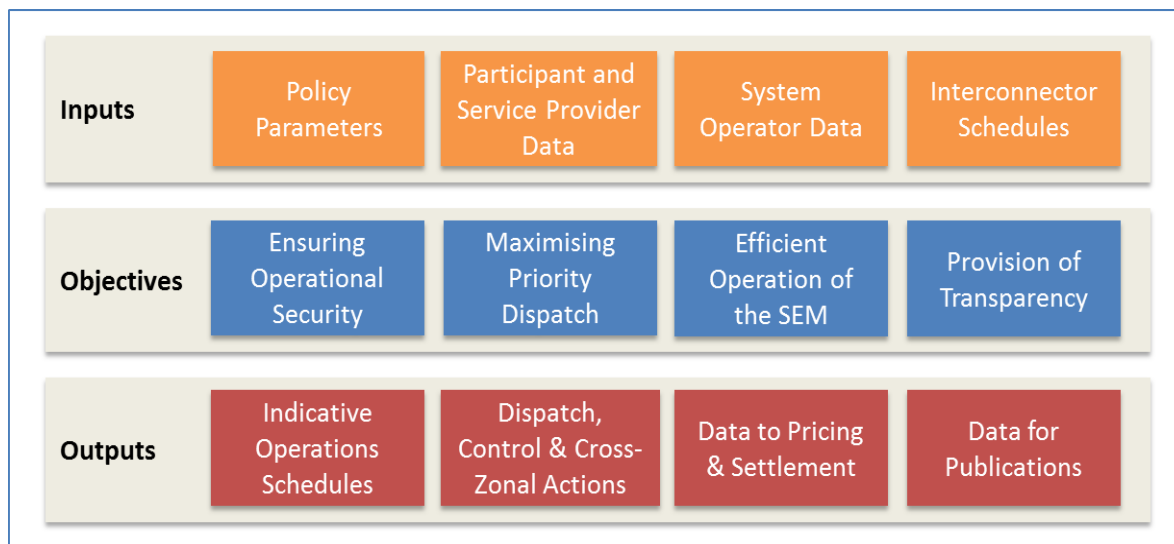 Inputs
Policy
Parameters
Participant and
Service Provider
Data
System
Operator Data
Interconnector
Schedules
Objectives
Ensuring
Operational
Security
Maximising
Priority
Dispatch
Efficient
Operation of
the SEM
Provision of
Transparency
Outputs
Indicative
Operations
Schedules
Dispatch,
Control & Cross-
Zonal Actions
Data to Pricing
& Settlement
Data for
Publications